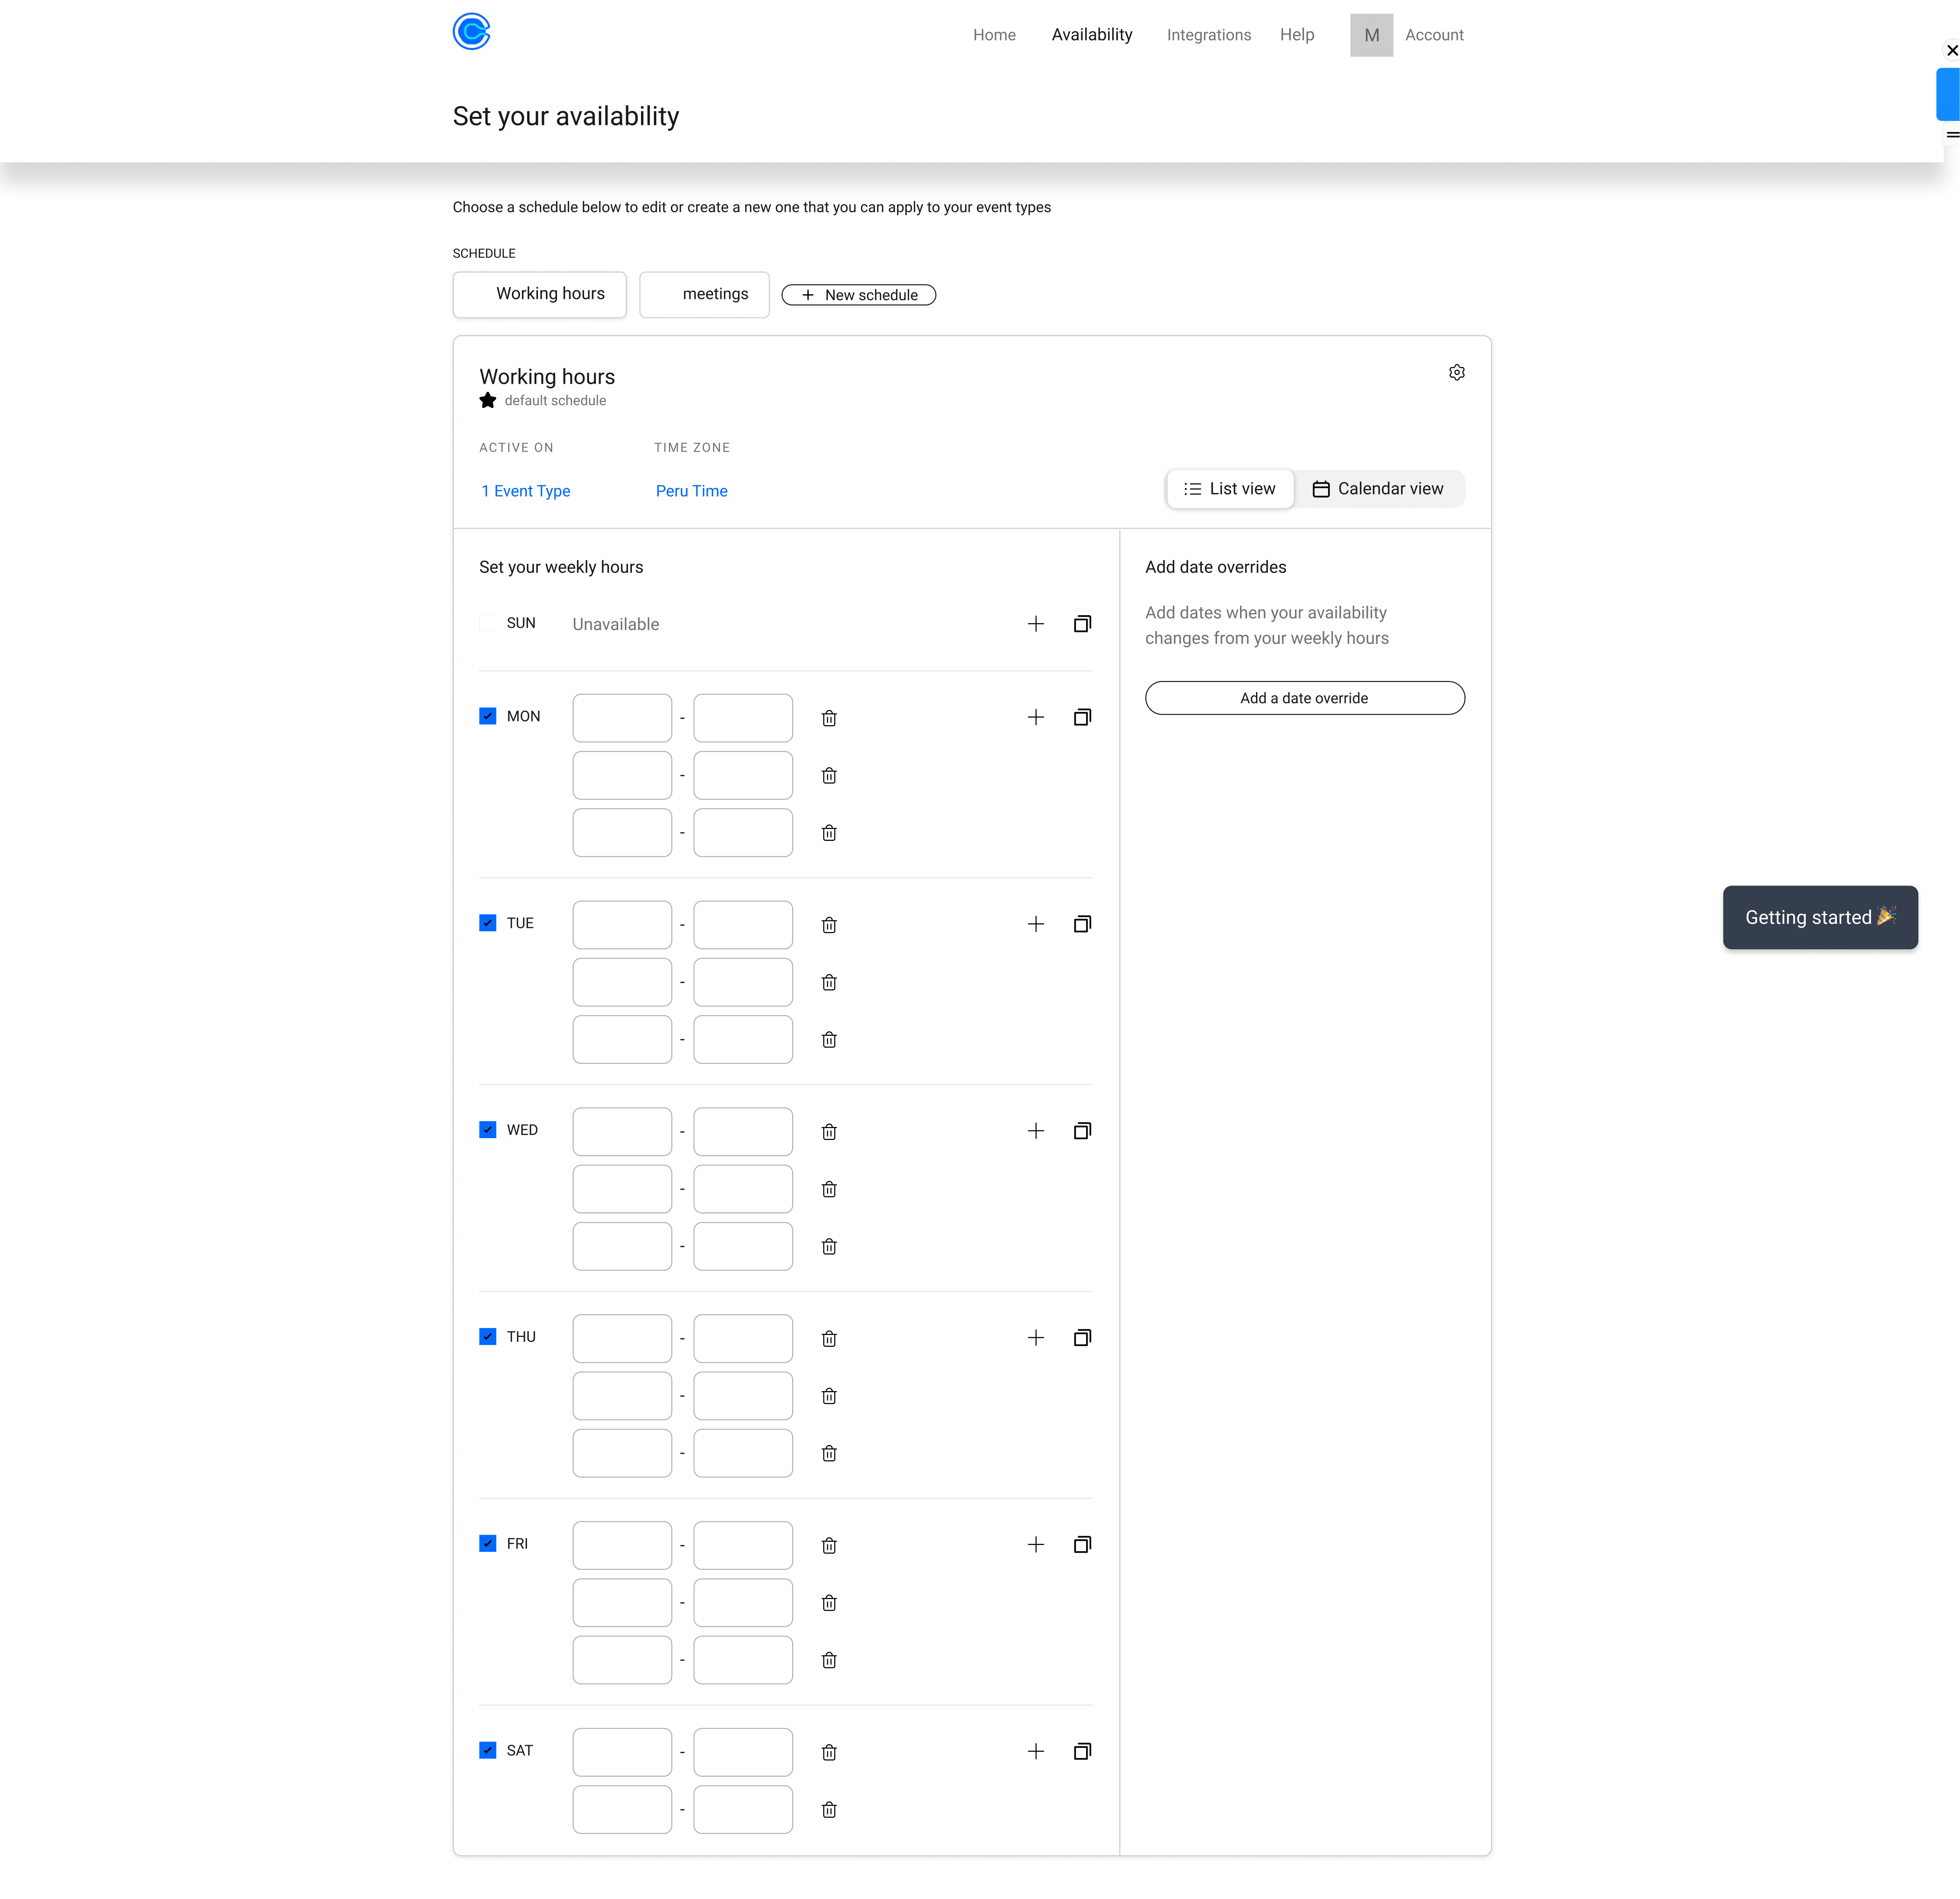 Home Availability Integrations Help M Account
Set your availability
Choose a schedule below to edit or create a new one that you can apply to your event types
SCHEDULE
Working hours meetings + New schedule
Working hours
default schedule
ACTIVE ON TIME ZONE
1 Event Type Peru Time List view Calendar view
Set your weekly hours
SUN Unavailable
MON -
-
-
TUE -
-
-
WED -
-
-
THU -
-
-
FRI -
-
-
SAT -
-
Add date overrides
Add dates when your availability
changes from your weekly hours
Add a date override
Getting started 🎉